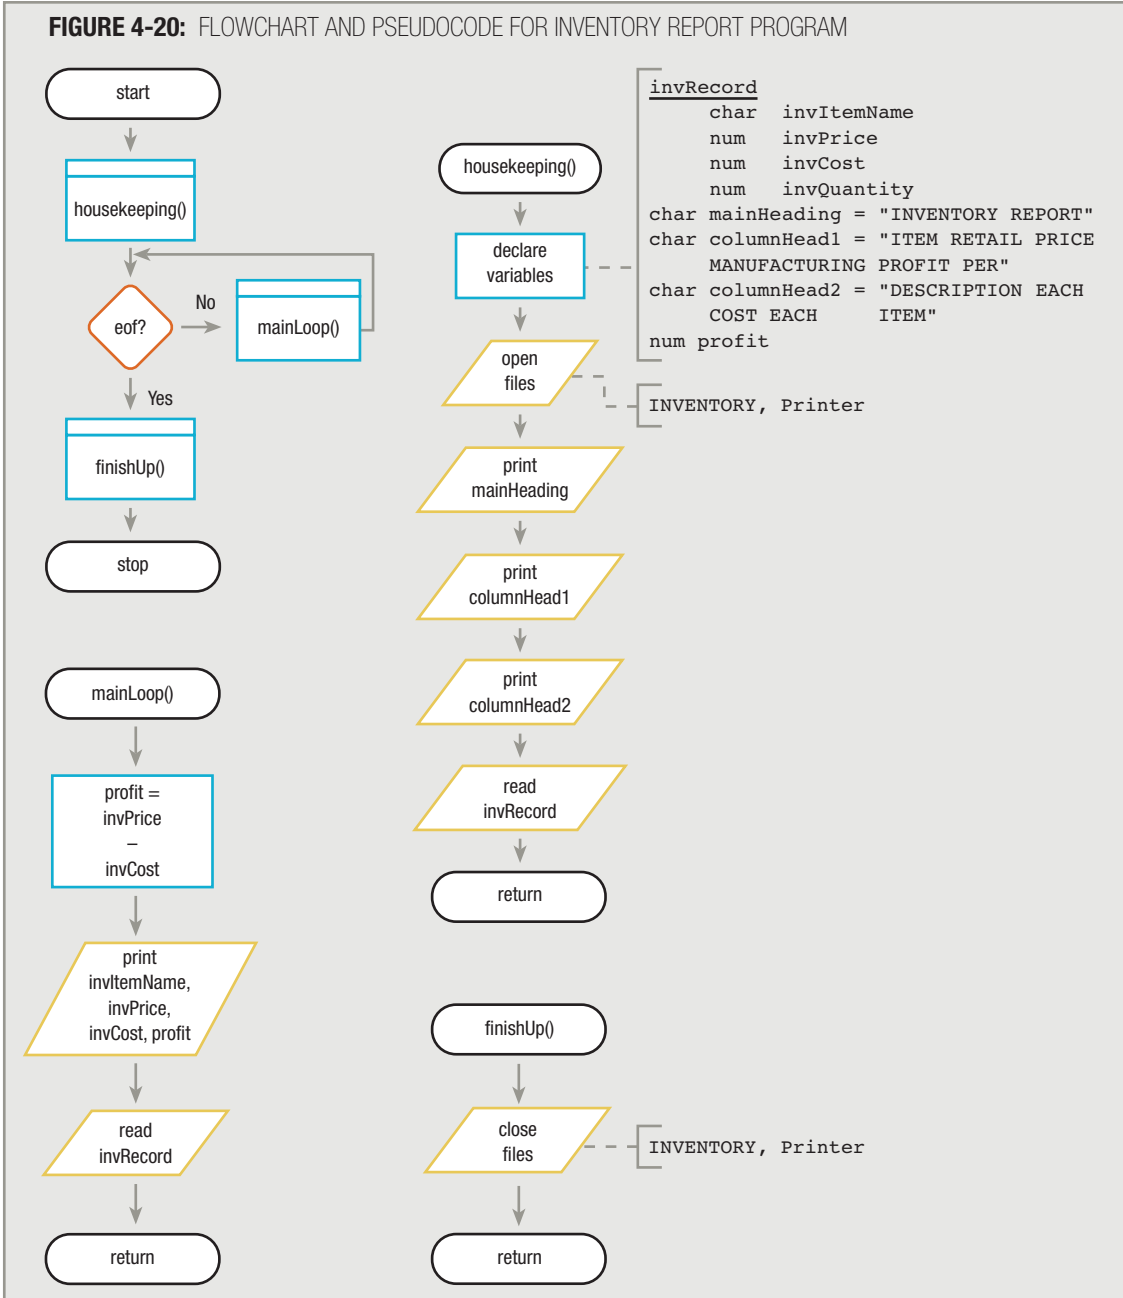 FIGURE 4-20: FLOWCHART AND PSEUDOCODE FOR INVENTORY REPORT PROGRAM
start
housekeeping()
eof?
No
mainLoop()
Yes
finishUp()
stop
housekeeping()
declare
variables
invRecord
char invItemName
num invPrice
num invCost
num invQuantity
char mainHeading = "INVENTORY REPORT"
char columnHead1 = "ITEM RETAIL PRICE
MANUFACTURING PROFIT PER"
char columnHead2 = "DESCRIPTION EACH
COST EACH ITEM"
num profit
open
files
INVENTORY, Printer
print
mainHeading
print
columnHead1
print
columnHead2
read
invRecord
return
mainLoop()
profit =
invPrice
–
invCost
print
invItemName,
invPrice,
invCost, profit
read
invRecord
return
finishUp()
close
files
INVENTORY, Printer
return